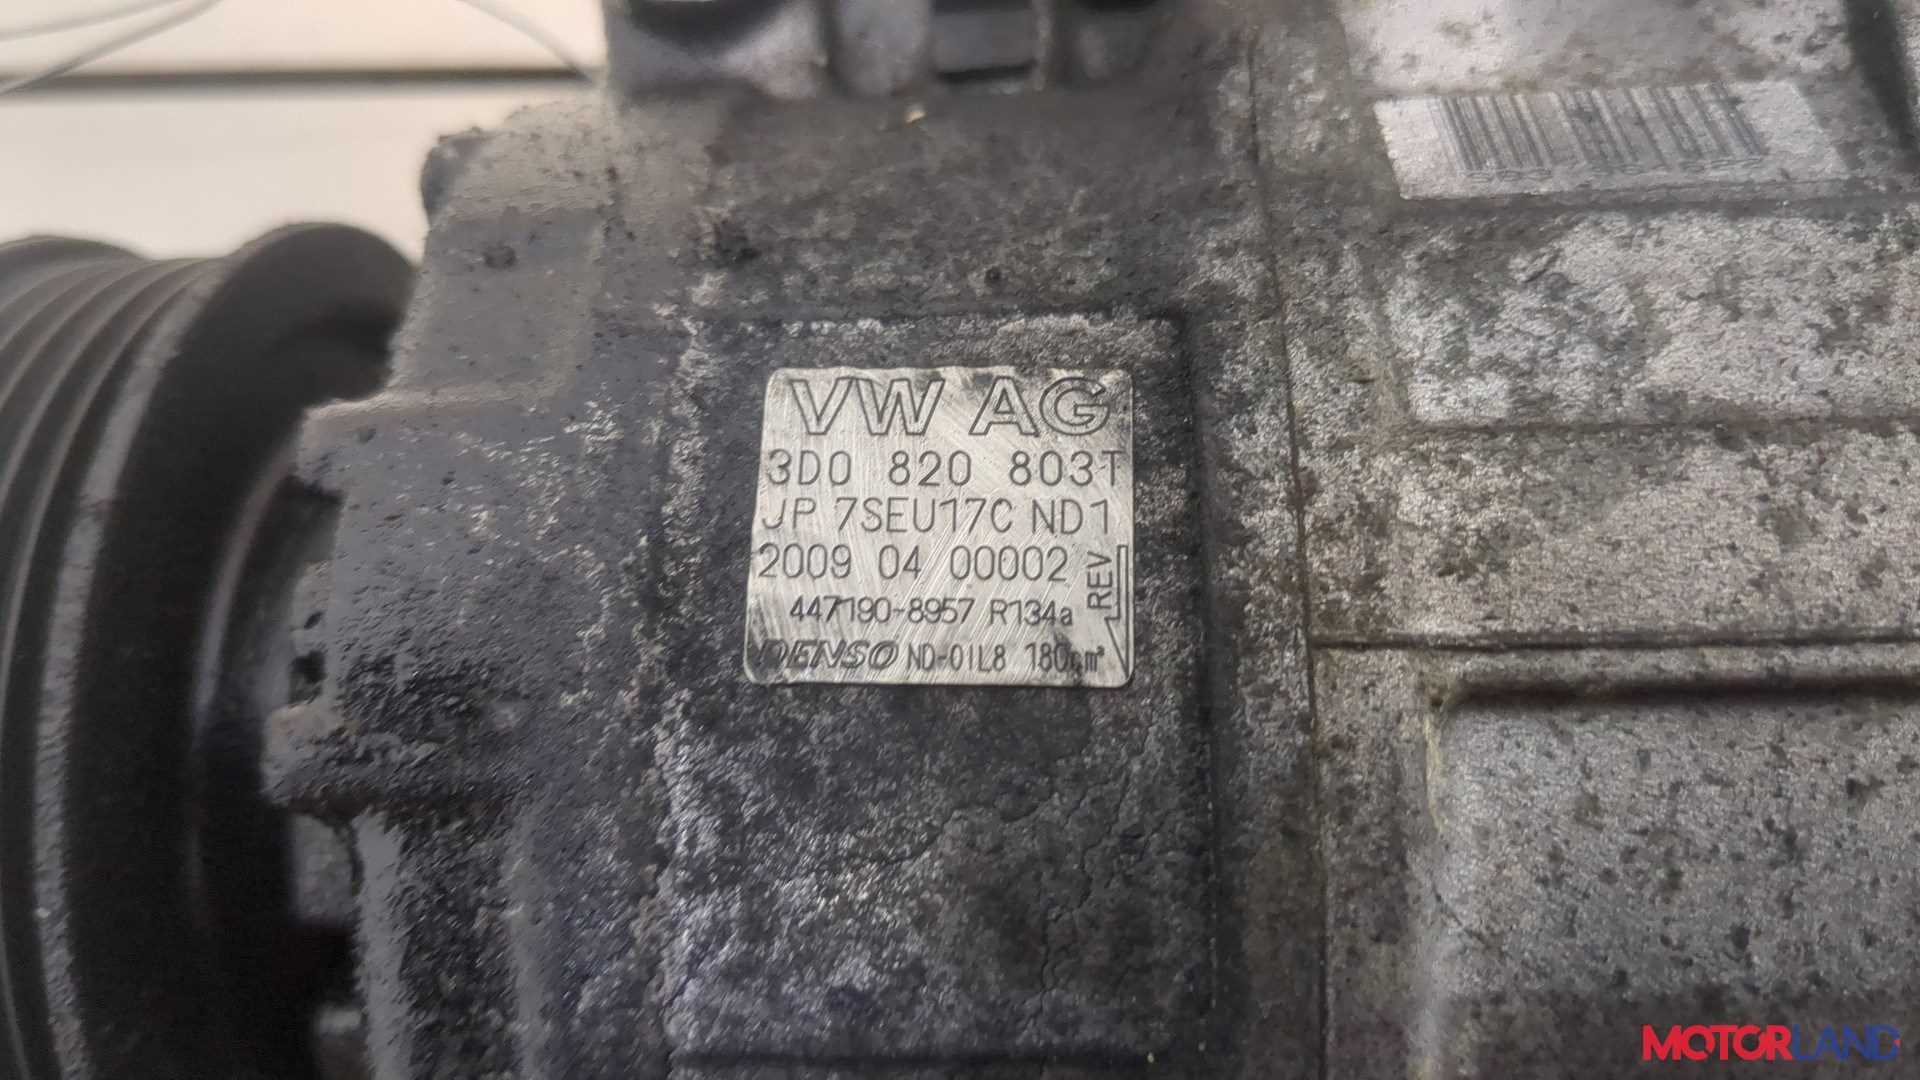 VW AG
3D0 820 803T
JP 7SEU17C ND1
2009 04 00002
REV
447190-8957 R134a
DENSO ND-OIL8 180cm³
MOTORLAND